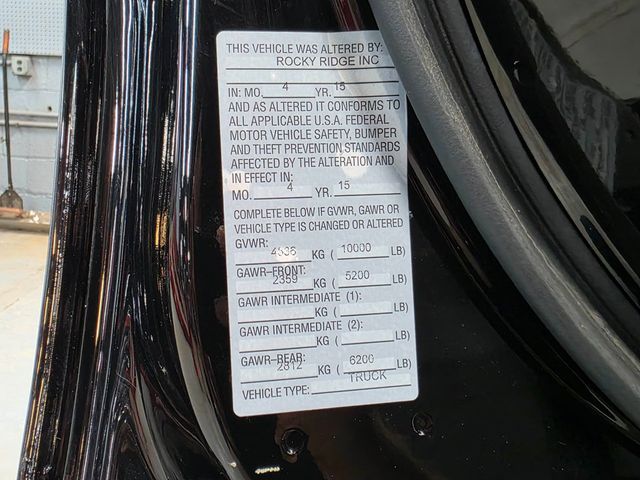 THIS VEHICLE WAS ALTERED BY:
ROCKY RIDGE INC
IN: MO. 4 YR. 15
AND AS ALTERED IT CONFORMS TO
ALL APPLICABLE U.S.A. FEDERAL
MOTOR VEHICLE SAFETY, BUMPER
AND THEFT PREVENTION STANDARDS
AFFECTED BY THE ALTERATION AND
IN EFFECT IN:
MO. 4 YR. 15
COMPLETE BELOW IF GVWR, GAWR OR
VEHICLE TYPE IS CHANGED OR ALTERED
GVWR:
4536 KG ( 10000 LB)
GAWR–FRONT:
2359 KG ( 5200 LB)
GAWR INTERMEDIATE (1):
KG ( LB)
GAWR INTERMEDIATE (2):
KG ( LB)
GAWR–REAR:
2812 KG ( 6200 LB)
VEHICLE TYPE: TRUCK